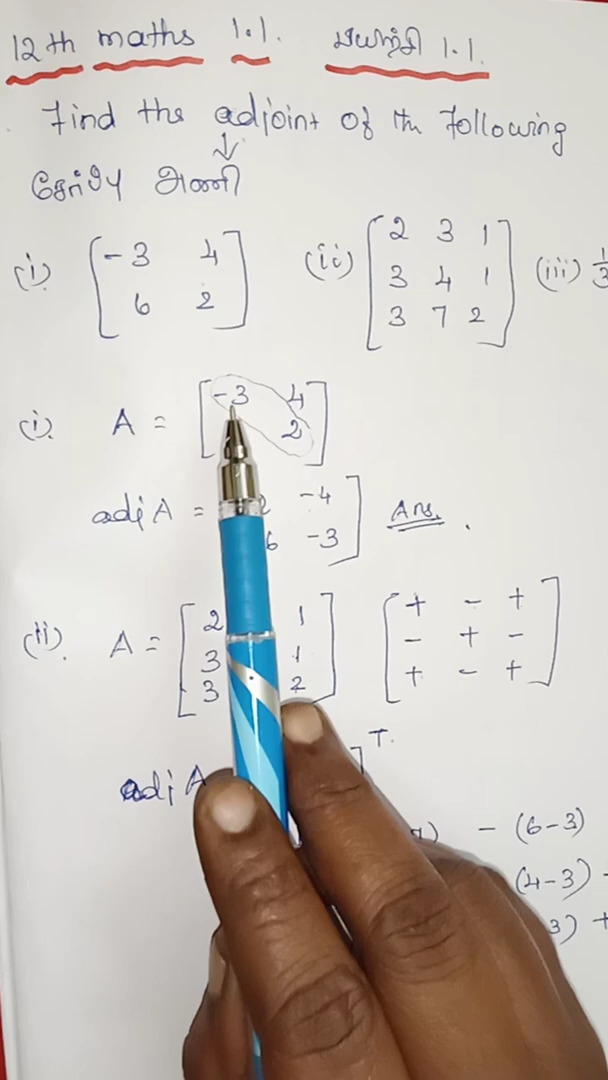 12th maths 1.1. பயிற்சி 1.1.
Find the adjoint of the following
சேர்ப்பு அணி
(i) [-3 4 (ii) [2 3 1 (iii) 1/3
6 2] 3 4 1
3 7 2]
(i). A = [-3 4
2]
adj A = -4 Ans.
6 -3]
(ii). A = [2 1 [+ - +
3 1 - + -
3 2] + - +]
adj A ]T.
- (6-3)
(4-3) -
3) +